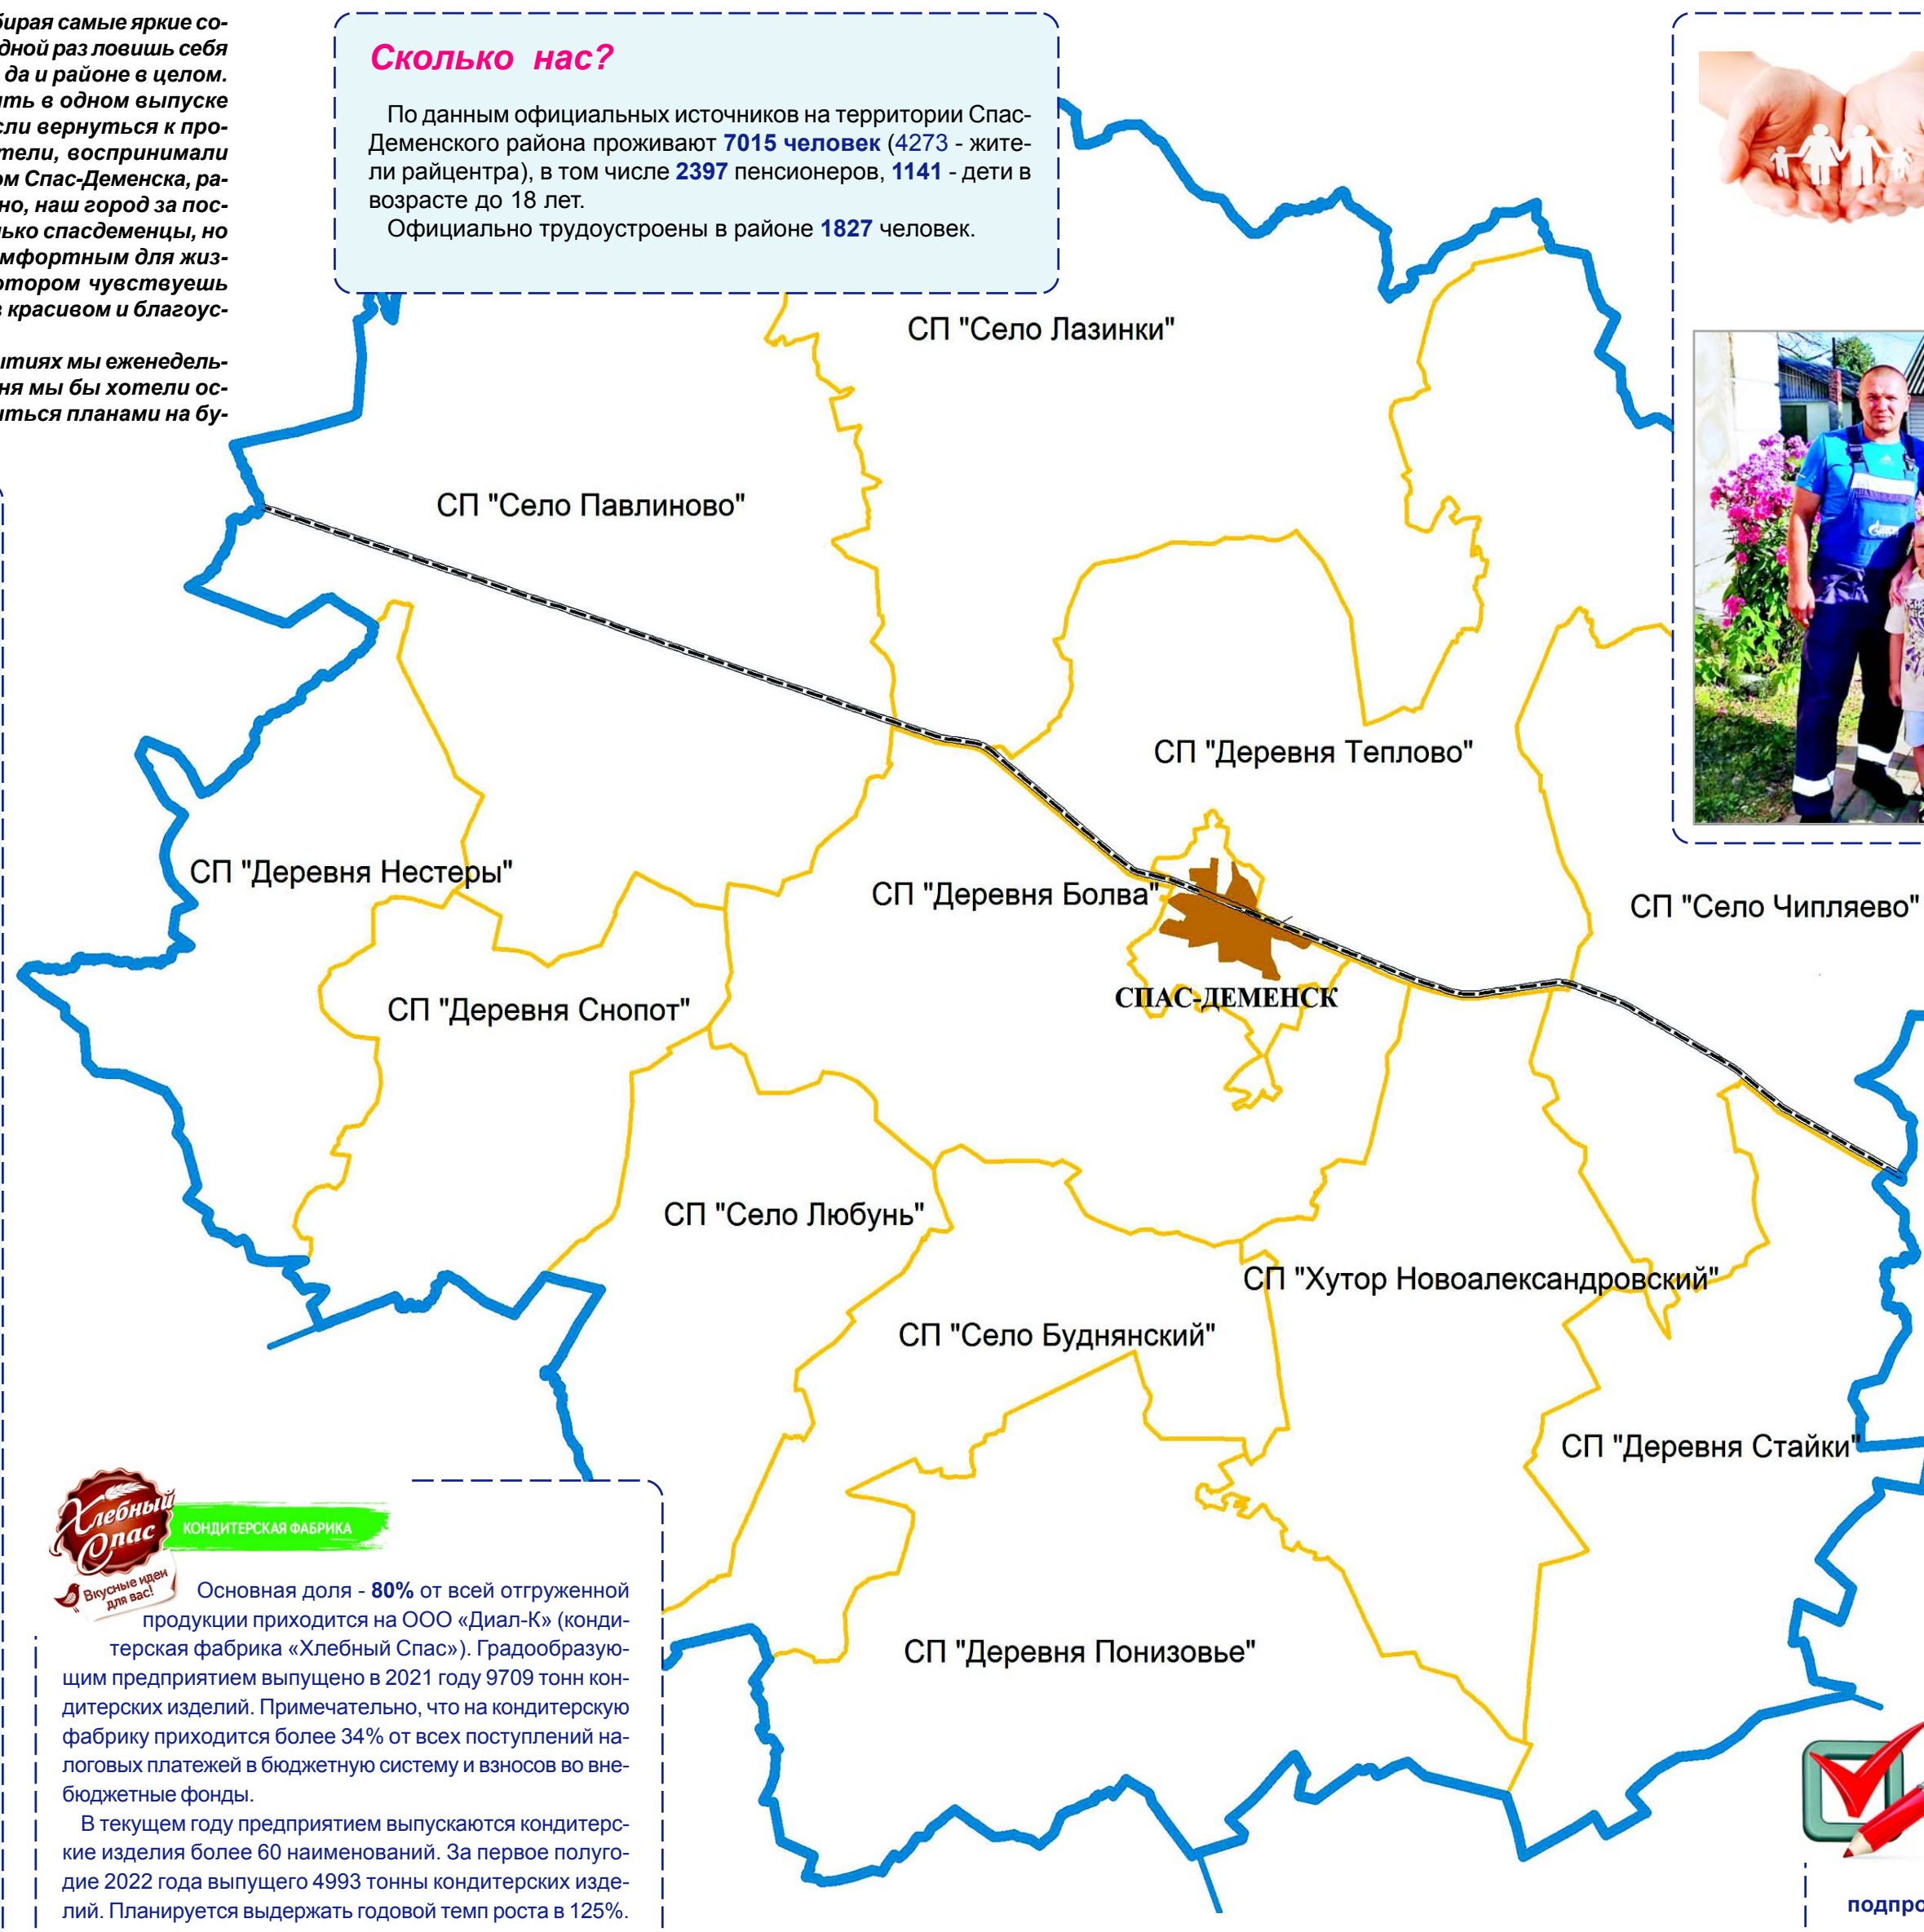 бирая самые яркие со-
дной раз ловишь себя
да и районе в целом.
ить в одном выпуске
сли вернуться к про-
тели, воспринимали
ом Спас-Деменска, ра-
но, наш город за пос-
лько спасдеменцы, но
мфортным для жиз-
отором чувствуешь
в красивом и благоус-
ытиях мы еженедель-
ня мы бы хотели ос-
иться планами на бу-
Сколько нас?
По данным официальных источников на территории Спас-
Деменского района проживают 7015 человек (4273 - жите-
ли райцентра), в том числе 2397 пенсионеров, 1141 - дети в
возрасте до 18 лет.
Официально трудоустроены в районе 1827 человек.
СП "Село Лазинки"
СП "Село Павлиново"
СП "Деревня Теплово"
СП "Деревня Нестеры"
СП "Деревня Болва"
СП "Село Чипляево"
СПАС-ДЕМЕНСК
СП "Деревня Снопот"
СП "Село Любунь"
СП "Хутор Новоалександровский"
СП "Село Буднянский"
СП "Деревня Стайки"
СП "Деревня Понизовье"
Хлебный
Спас
КОНДИТЕРСКАЯ ФАБРИКА
Вкусные идеи
для вас!
Основная доля - 80% от всей отгруженной
продукции приходится на ООО «Диал-К» (конди-
терская фабрика «Хлебный Спас»). Градообразую-
щим предприятием выпущено в 2021 году 9709 тонн кон-
дитерских изделий. Примечательно, что на кондитерскую
фабрику приходится более 34% от всех поступлений на-
логовых платежей в бюджетную систему и взносов во вне-
бюджетные фонды.
В текущем году предприятием выпускаются кондитерс-
кие изделия более 60 наименований. За первое полуго-
дие 2022 года выпущего 4993 тонны кондитерских изде-
лий. Планируется выдержать годовой темп роста в 125%.
подпро